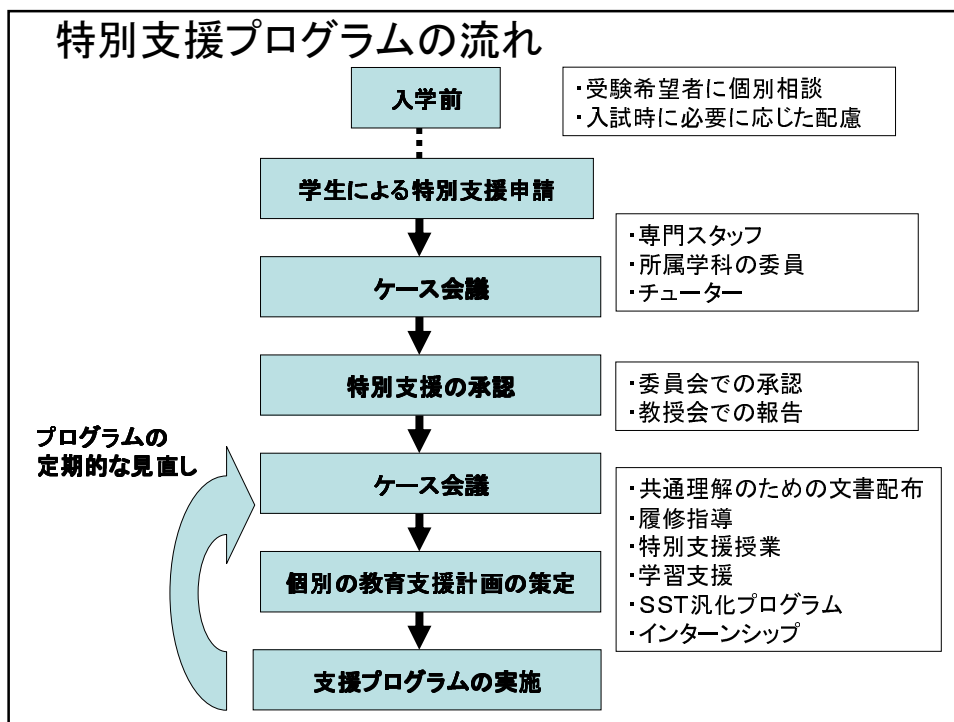 特別支援プログラムの流れ
入学前
・受験希望者に個別相談
・入試時に必要に応じた配慮
学生による特別支援申請
ケース会議
・専門スタッフ
・所属学科の委員
・チューター
特別支援の承認
・委員会での承認
・教授会での報告
プログラムの
定期的な見直し
ケース会議
・共通理解のための文書配布
・履修指導
・特別支援授業
・学習支援
・SST汎化プログラム
・インターンシップ
個別の教育支援計画の策定
支援プログラムの実施